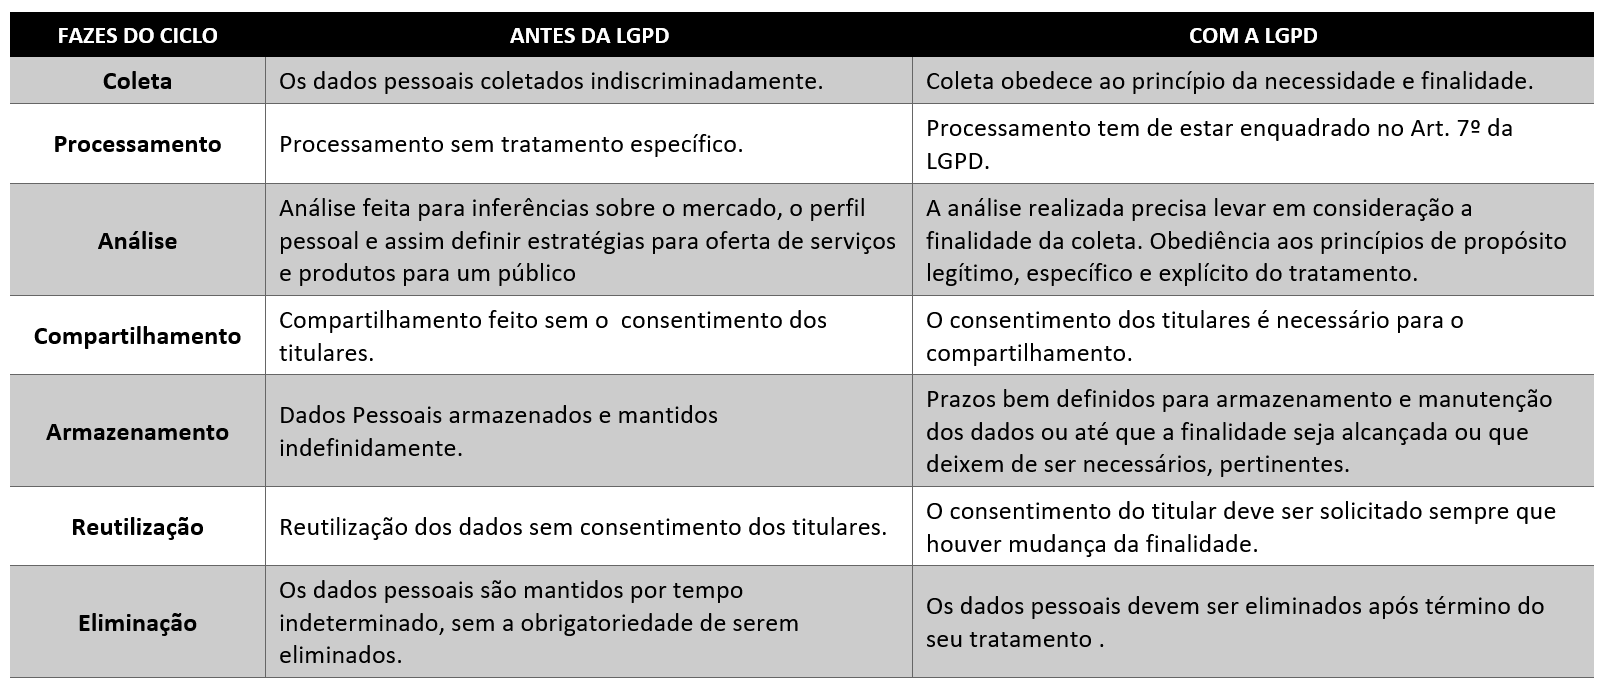 FAZES DO CICLO
ANTES DA LGPD
COM A LGPD
Coleta
Os dados pessoais coletados indiscriminadamente.
Coleta obedece ao princípio da necessidade e finalidade.
Processamento
Processamento sem tratamento específico.
Processamento tem de estar enquadrado no Art. 7º da
LGPD.
Análise
Análise feita para inferências sobre o mercado, o perfil
pessoal e assim definir estratégias para oferta de serviços
e produtos para um público
A análise realizada precisa levar em consideração a
finalidade da coleta. Obediência aos princípios de propósito
legítimo, específico e explícito do tratamento.
Compartilhamento
Compartilhamento feito sem o  consentimento dos
titulares.
O consentimento dos titulares é necessário para o
compartilhamento.
Armazenamento
Dados Pessoais armazenados e mantidos
indefinidamente.
Prazos bem definidos para armazenamento e manutenção
dos dados ou até que a finalidade seja alcançada ou que
deixem de ser necessários, pertinentes.
Reutilização
Reutilização dos dados sem consentimento dos titulares.
O consentimento do titular deve ser solicitado sempre que
houver mudança da finalidade.
Eliminação
Os dados pessoais são mantidos por tempo
indeterminado, sem a obrigatoriedade de serem
eliminados.
Os dados pessoais devem ser eliminados após término do
seu tratamento .